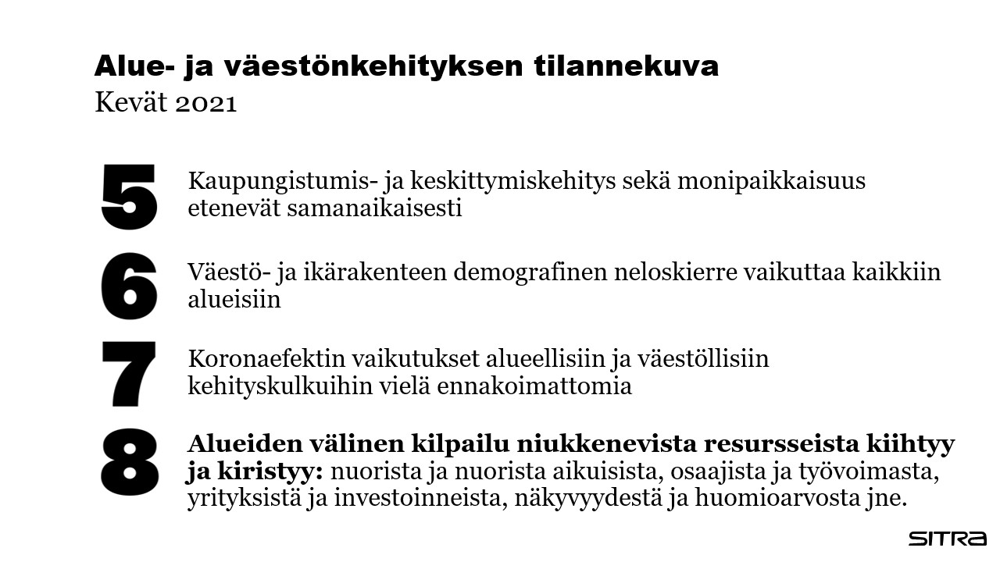 Alue- ja väestönkehityksen tilannekuva
Kevät 2021
5
Kaupungistumis- ja keskittymiskehitys sekä monipaikkaisuus
etenevät samanaikaisesti
6
Väestö- ja ikärakenteen demografinen neloskierre vaikuttaa kaikkiin
alueisiin
7
Koronaefektin vaikutukset alueellisiin ja väestöllisiin
kehityskulkuihin vielä ennakoimattomia
8
Alueiden välinen kilpailu niukkenevista resursseista kiihtyy
ja kiristyy: nuorista ja nuorista aikuisista, osaajista ja työvoimasta,
yrityksistä ja investoinneista, näkyvyydestä ja huomioarvosta jne.
SITRA